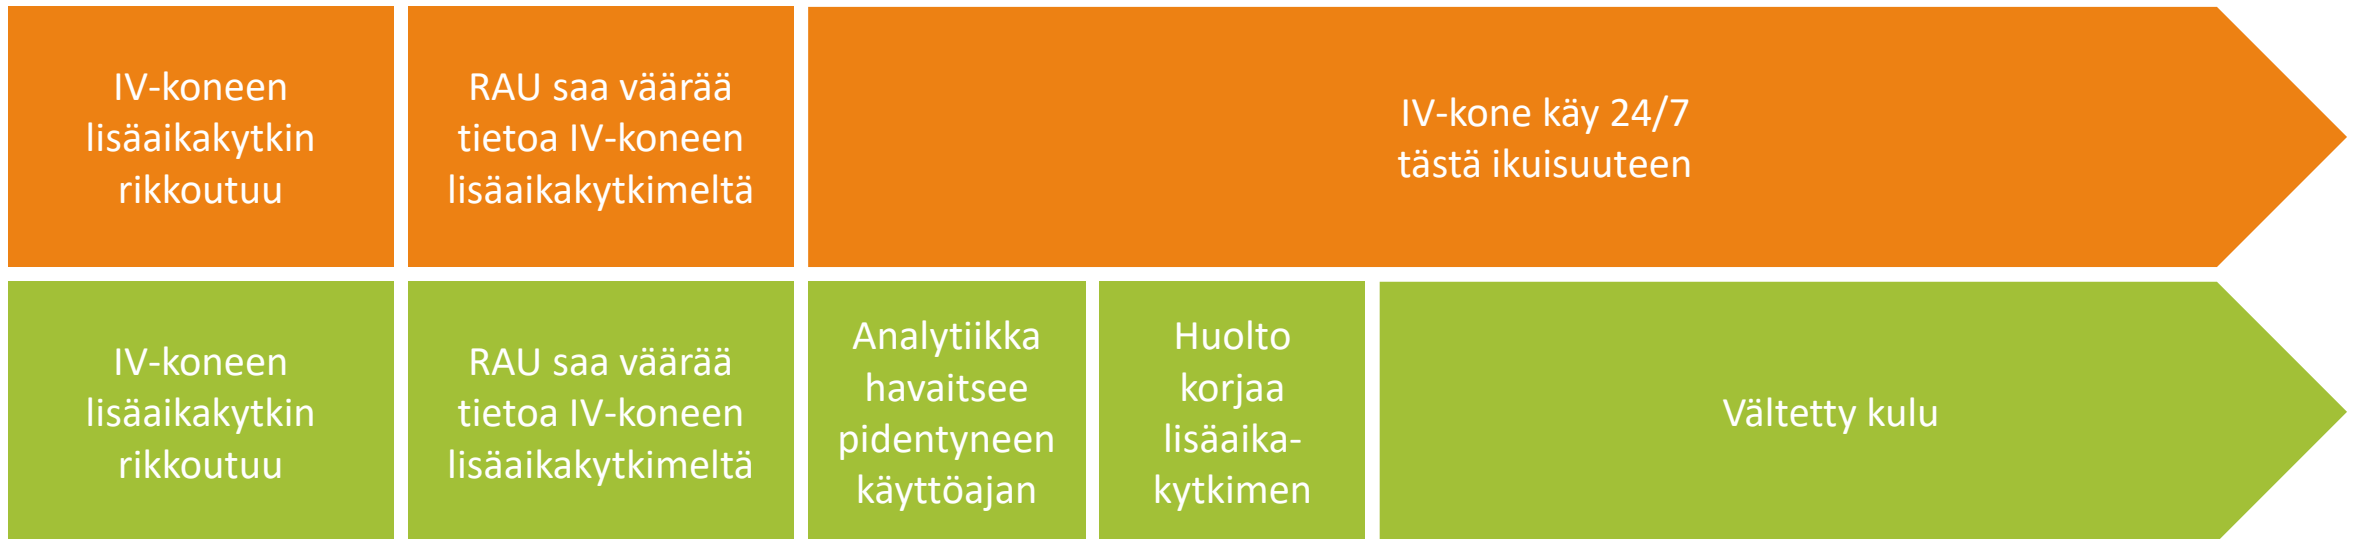 IV-koneen
lisäaikakytkin
rikkoutuu
RAU saa väärää
tietoa IV-koneen
lisäaikakytkimeltä
IV-kone käy 24/7
tästä ikuisuuteen
IV-koneen
lisäaikakytkin
rikkoutuu
RAU saa väärää
tietoa IV-koneen
lisäaikakytkimeltä
Analytiikka
havaitsee
pidentyneen
käyttöajan
Huolto
korjaa
lisäaika-
kytkimen
Vältetty kulu